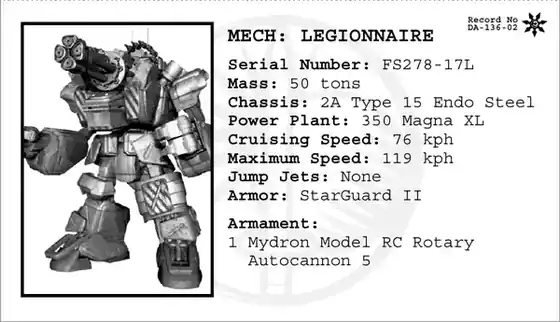 Record No
DA-136-02
MECH: LEGIONNAIRE
Serial Number: FS278-17L
Mass: 50 tons
Chassis: 2A Type 15 Endo Steel
Power Plant: 350 Magna XL
Cruising Speed: 76 kph
Maximum Speed: 119 kph
Jump Jets: None
Armor: StarGuard II
Armament:
1 Mydron Model RC Rotary
Autocannon 5